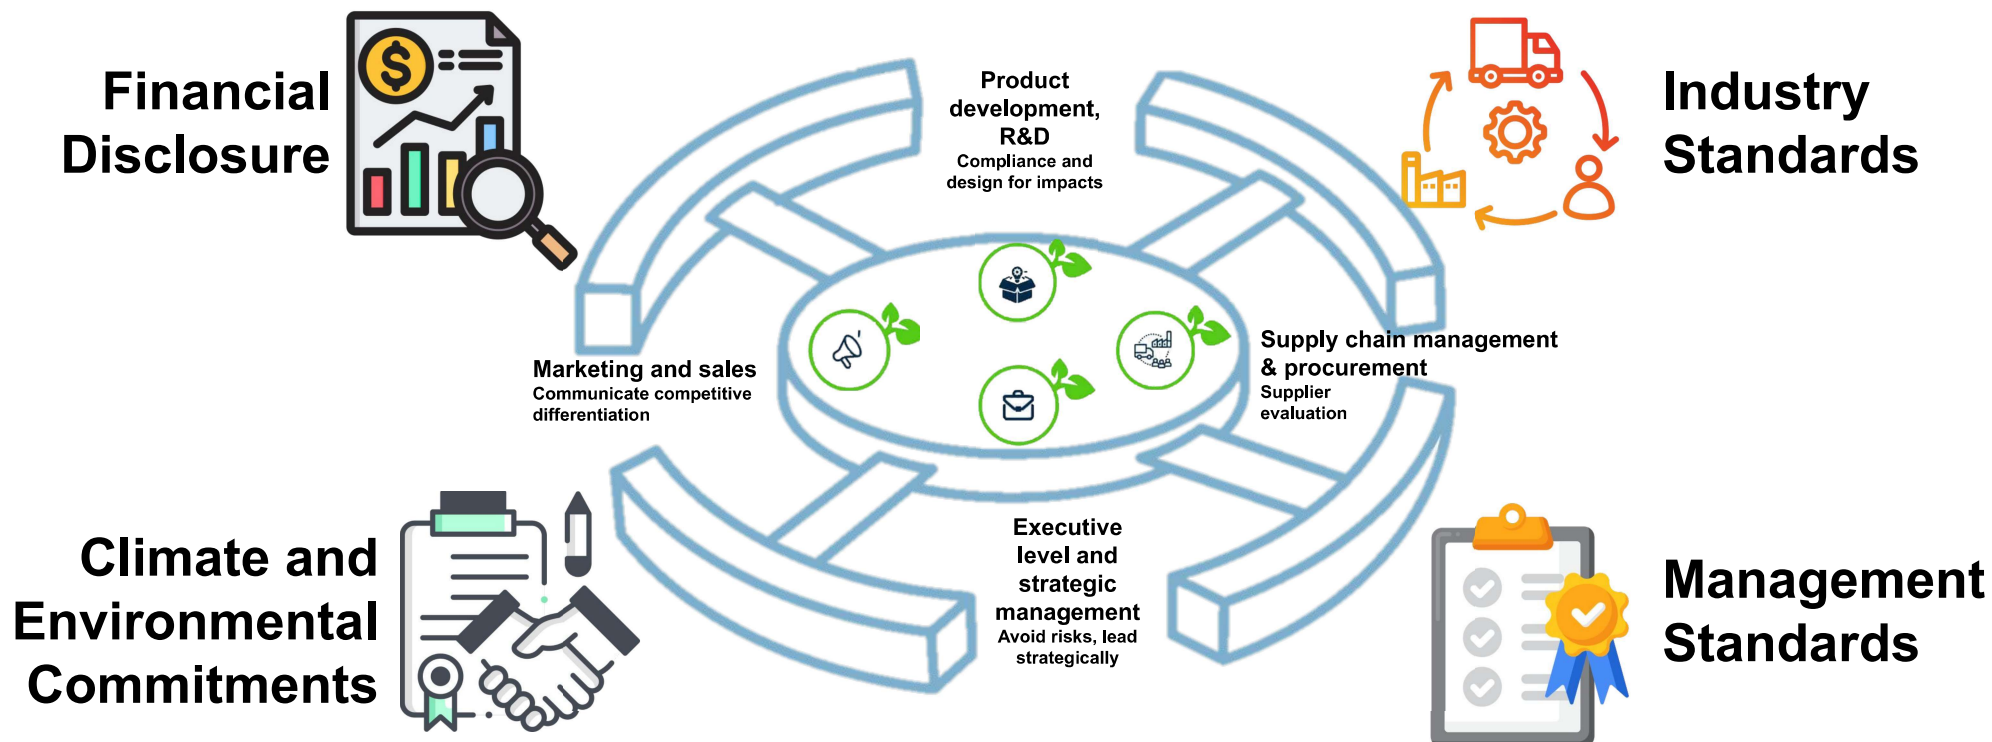 Financial
Disclosure
Product
development,
R&D
Compliance and
design for impacts
Industry
Standards
Marketing and sales
Communicate competitive
differentiation
Supply chain management
& procurement
Supplier
evaluation
Climate and
Environmental
Commitments
Executive
level and
strategic
management
Avoid risks, lead
strategically
Management
Standards